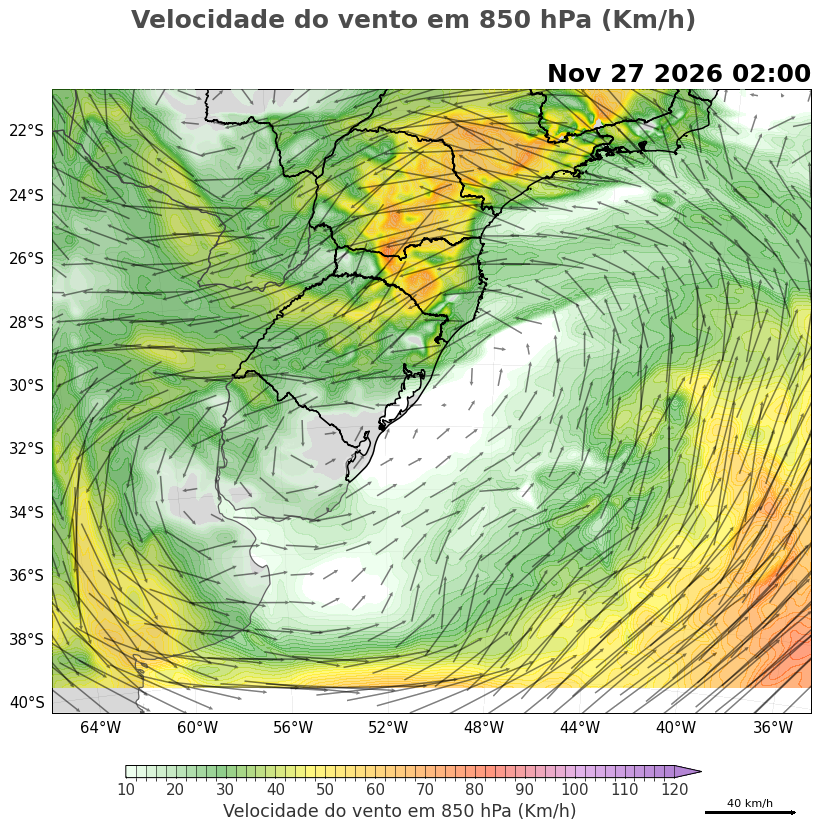 Velocidade do vento em 850 hPa (Km/h)
Nov 27 2026 02:00
22°S
24°S
26°S
28°S
30°S
32°S
34°S
36°S
38°S
40°S
64°W 60°W 56°W 52°W 48°W 44°W 40°W 36°W
10 20 30 40 50 60 70 80 90 100 110 120
Velocidade do vento em 850 hPa (Km/h)
40 km/h